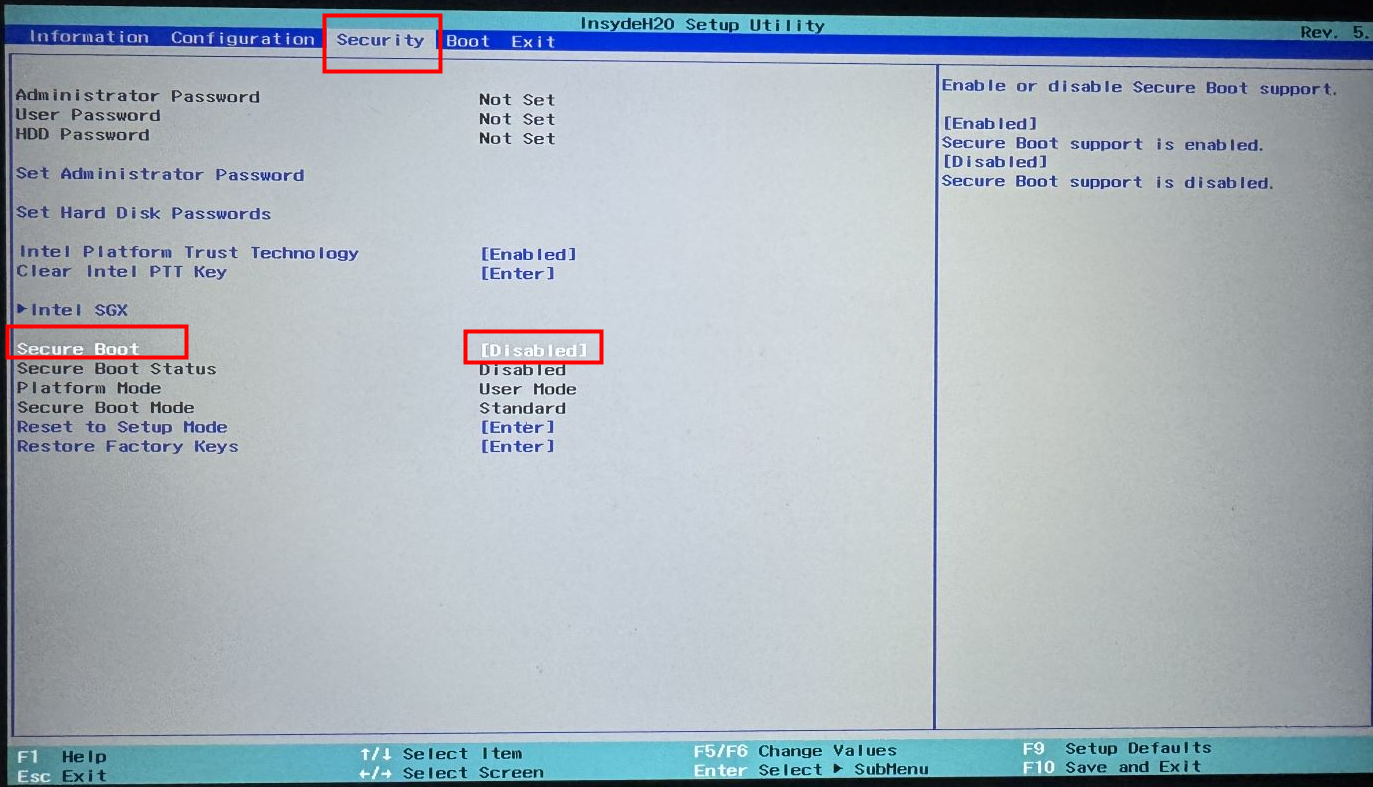 InsydeH20 Setup Utility
Rev. 5.
Information Configuration Security Boot Exit
Administrator Password Not Set
User Password Not Set
HDD Password Not Set
Set Administrator Password
Set Hard Disk Passwords
Intel Platform Trust Technology [Enabled]
Clear Intel PTT Key [Enter]
▶Intel SGX
Secure Boot [Disabled]
Secure Boot Status Disabled
Platform Mode User Mode
Secure Boot Mode Standard
Reset to Setup Mode [Enter]
Restore Factory Keys [Enter]
Enable or disable Secure Boot support.
[Enabled]
Secure Boot support is enabled.
[Disabled]
Secure Boot support is disabled.
F1 Help ↑/↓ Select Item F5/F6 Change Values F9 Setup Defaults
Esc Exit ←/→ Select Screen Enter Select ▶ SubMenu F10 Save and Exit